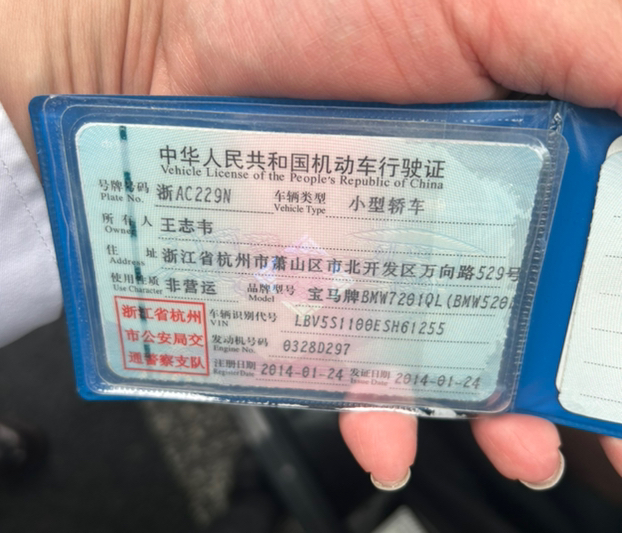 中华人民共和国机动车行驶证
Vehicle License of the People's Republic of China
号牌号码 浙AC229N 车辆类型 小型轿车
Plate No. Vehicle Type
所有人 王志韦
Owner
住址 浙江省杭州市萧山区市北开发区万向路529号
Address
使用性质 非营运 品牌型号 宝马牌BMW7201QL(BMW520
Use Character Model
浙江省杭州
市公安局交
通警察支队
车辆识别代号 LBV5S1100ESH61255
VIN
发动机号码 0328D297
Engine No.
注册日期 2014-01-24 发证日期 2014-01-24
Register Date Issue Date